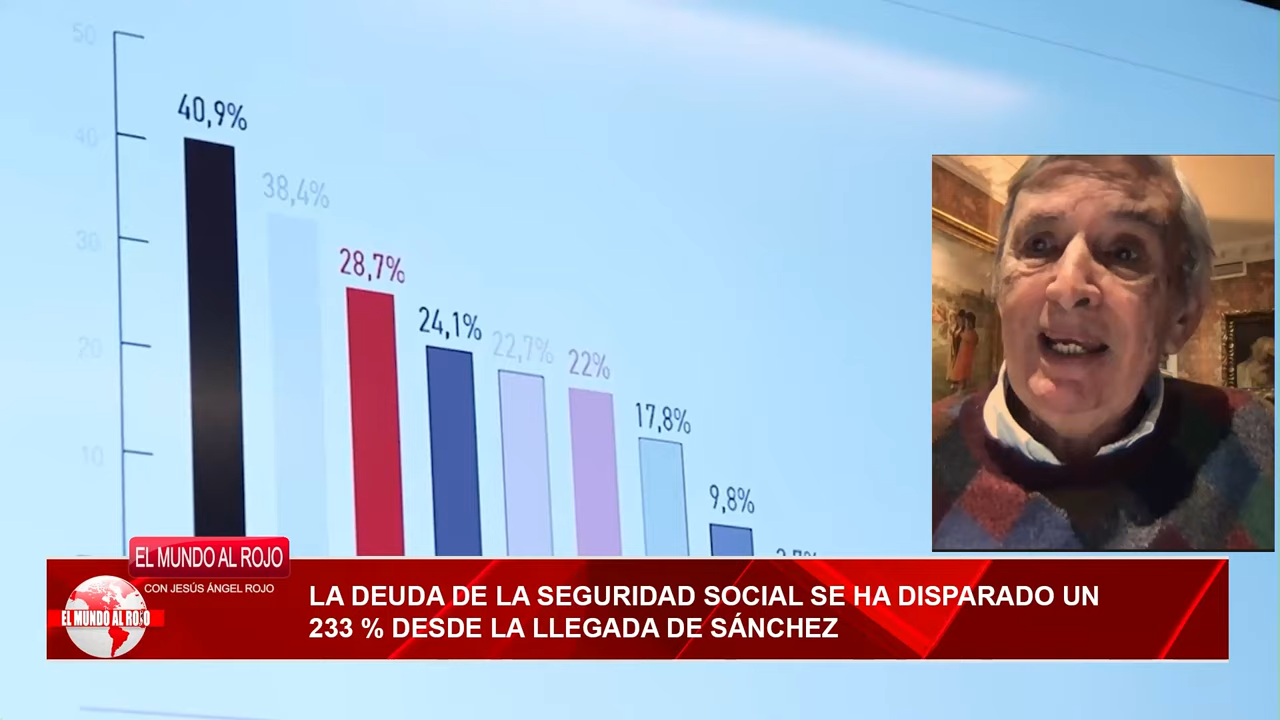 50
40,9%
40
38,4%
30
28,7%
24,1%
22,7%
22%
20
17,8%
10
9,8%
EL MUNDO AL ROJO
CON JESÚS ÁNGEL ROJO
EL MUNDO AL ROJO
LA DEUDA DE LA SEGURIDAD SOCIAL SE HA DISPARADO UN
233 % DESDE LA LLEGADA DE SÁNCHEZ